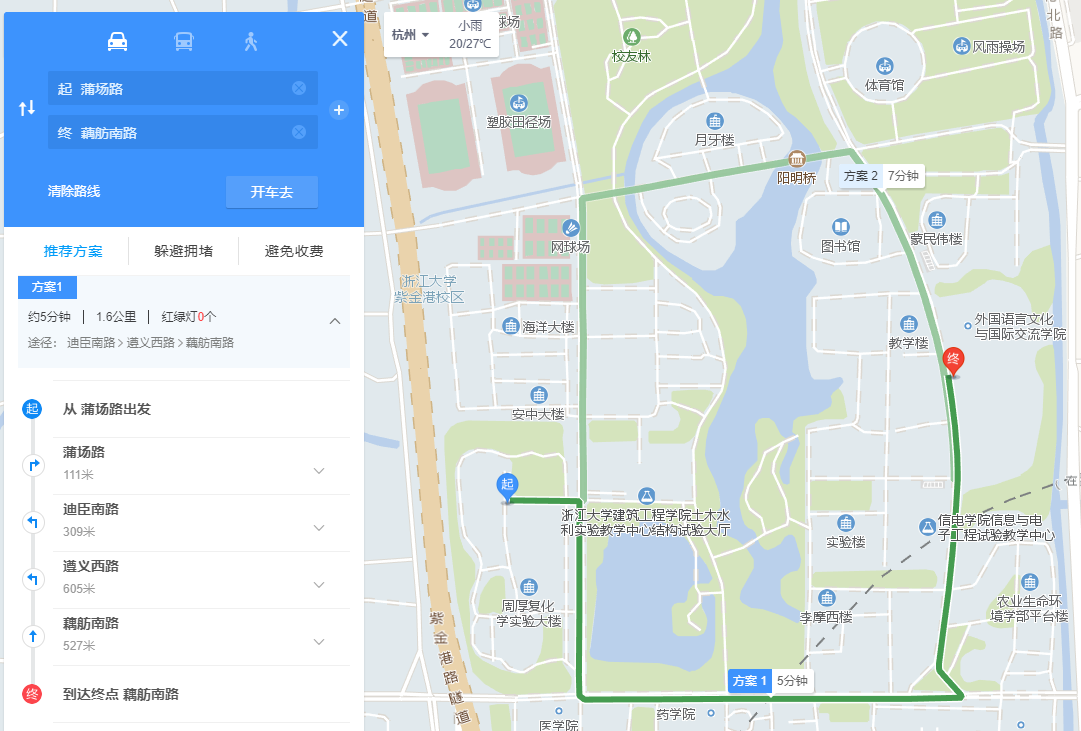 起 蒲场路
终 藕舫南路
清除路线
开车去
推荐方案
躲避拥堵
避免收费
方案1
约5分钟 | 1.6公里 | 红绿灯0个
途径： 迪臣南路 > 遵义西路 > 藕舫南路
起 从 蒲场路出发
蒲场路
111米
迪臣南路
309米
遵义西路
605米
藕舫南路
527米
终 到达终点 藕舫南路
道
杭州
小雨
20/27℃
球场
校友林
北
路
风雨操场
体育馆
塑胶田径场
月牙楼
阳明桥
方案 2 7分钟
网球场
图书馆
蒙民伟楼
浙江大学
紫金港校区
海洋大楼
教学楼
外国语言文化
与国际交流学院
终
安中大楼
起
在
浙江大学建筑工程学院土木水
利实验教学中心结构试验大厅
实验楼
信电学院信息与电
子工程试验教学中心
周厚复化
学实验大楼
李摩西楼
农业生命环
境学部平台楼
紫金港路隧道
方案 1 5分钟
药学院
医学院